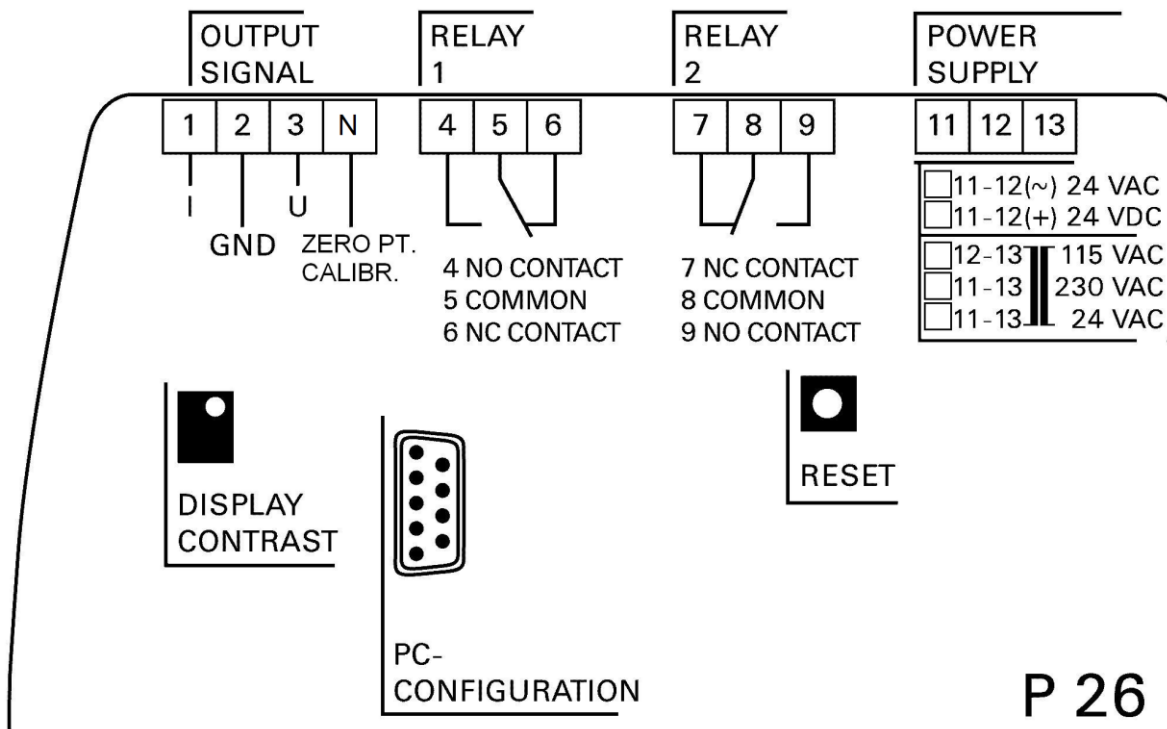 OUTPUT
SIGNAL
RELAY
1
RELAY
2
POWER
SUPPLY
1 2 3 N
4 5 6
7 8 9
11 12 13
I
GND
U
ZERO PT.
CALIBR.
4 NO CONTACT
5 COMMON
6 NC CONTACT
7 NC CONTACT
8 COMMON
9 NO CONTACT
11-12(~) 24 VAC
11-12(+) 24 VDC
12-13 115 VAC
11-13 230 VAC
11-13 24 VAC
DISPLAY
CONTRAST
PC-
CONFIGURATION
RESET
P 26